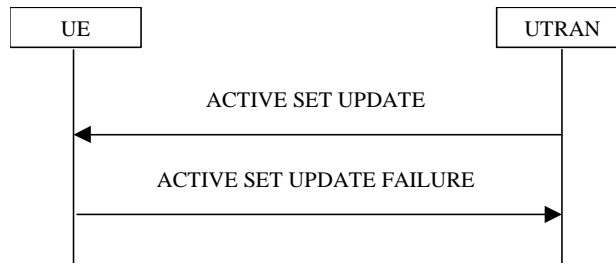 UE
UTRAN
ACTIVE SET UPDATE
ACTIVE SET UPDATE FAILURE